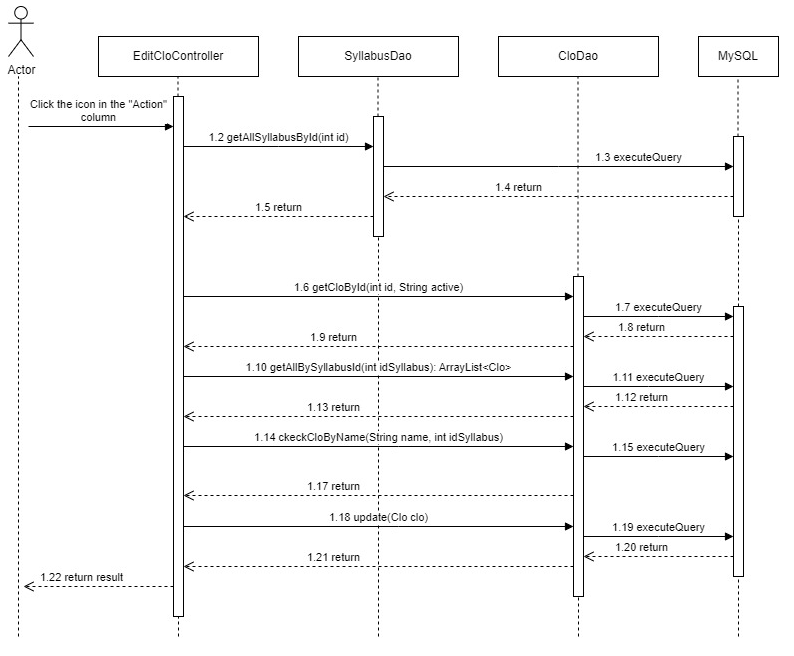 Actor
EditCloController
SyllabusDao
CloDao
MySQL
Click the icon in the "Action"
column
1.2 getAllSyllabusById(int id)
1.3 executeQuery
1.4 return
1.5 return
1.6 getCloById(int id, String active)
1.7 executeQuery
1.8 return
1.9 return
1.10 getAllBySyllabusId(int idSyllabus): ArrayList<Clo>
1.11 executeQuery
1.12 return
1.13 return
1.14 ckeckCloByName(String name, int idSyllabus)
1.15 executeQuery
1.17 return
1.18 update(Clo clo)
1.19 executeQuery
1.20 return
1.21 return
1.22 return result